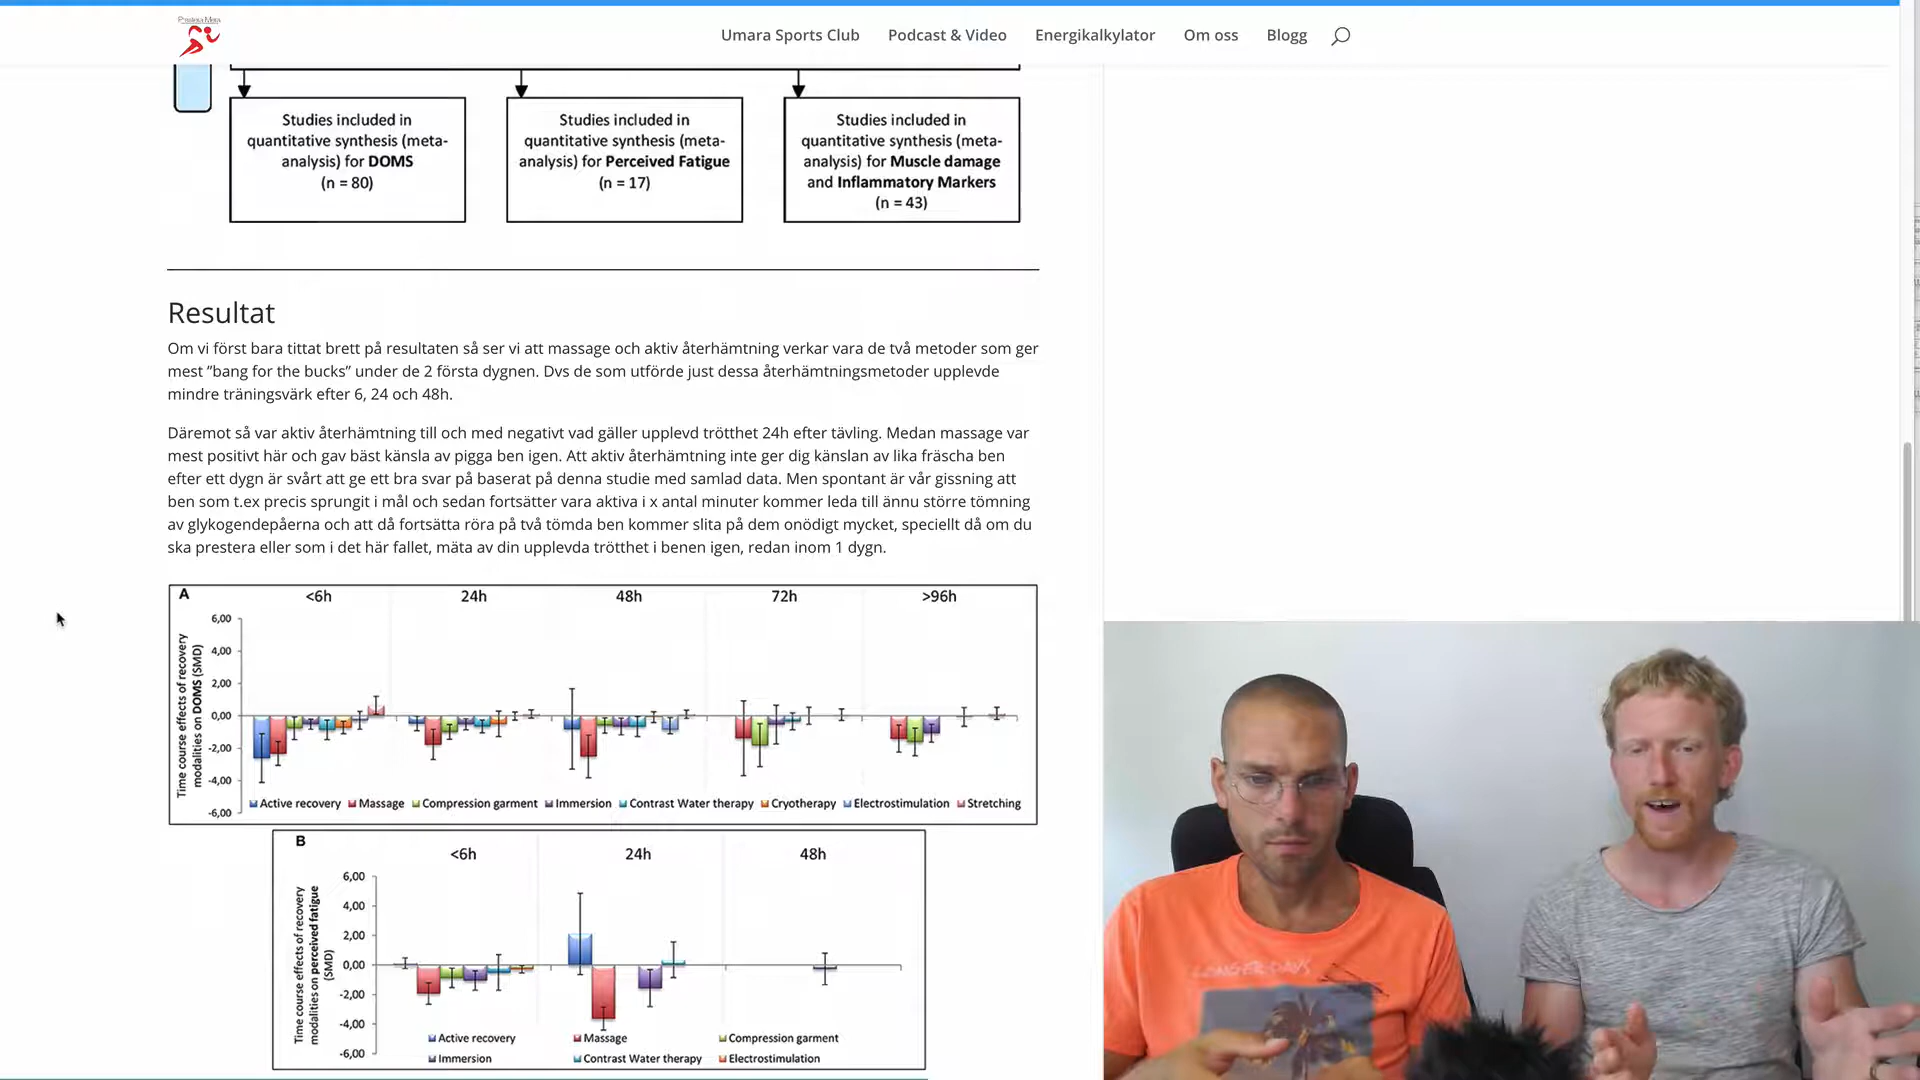 Prestera Mera
Umara Sports Club Podcast & Video Energikalkylator Om oss Blogg
Studies included in
quantitative synthesis (meta-
analysis) for DOMS
(n = 80)
Studies included in
quantitative synthesis (meta-
analysis) for Perceived Fatigue
(n = 17)
Studies included in
quantitative synthesis (meta-
analysis) for Muscle damage
and Inflammatory Markers
(n = 43)
Resultat
Om vi först bara tittat brett på resultaten så ser vi att massage och aktiv återhämtning verkar vara de två metoder som ger
mest ”bang for the bucks” under de 2 första dygnen. Dvs de som utförde just dessa återhämtningsmetoder upplevde
mindre träningsvärk efter 6, 24 och 48h.
Däremot så var aktiv återhämtning till och med negativt vad gäller upplevd trötthet 24h efter tävling. Medan massage var
mest positivt här och gav bäst känsla av pigga ben igen. Att aktiv återhämtning inte ger dig känslan av lika fräscha ben
efter ett dygn är svårt att ge ett bra svar på baserat på denna studie med samlad data. Men spontant är vår gissning att
ben som t.ex precis sprungit i mål och sedan fortsätter vara aktiva i x antal minuter kommer leda till ännu större tömning
av glykogendepåerna och att då fortsätta röra på två tömda ben kommer slita på dem onödigt mycket, speciellt då om du
ska prestera eller som i det här fallet, mäta av din upplevda trötthet i benen igen, redan inom 1 dygn.
A
<6h 24h 48h 72h >96h
Time course effects of recovery
modalities on DOMS (SMD)
6,00
4,00
2,00
0,00
-2,00
-4,00
-6,00
Active recovery Massage Compression garment Immersion Contrast Water therapy Cryotherapy Electrostimulation Stretching
B
<6h 24h 48h
Time course effects of recovery
modalities on perceived fatigue
(SMD)
6,00
4,00
2,00
0,00
-2,00
-4,00
-6,00
Active recovery Massage Compression garment
Immersion Contrast Water therapy Electrostimulation
LONGER DAYS